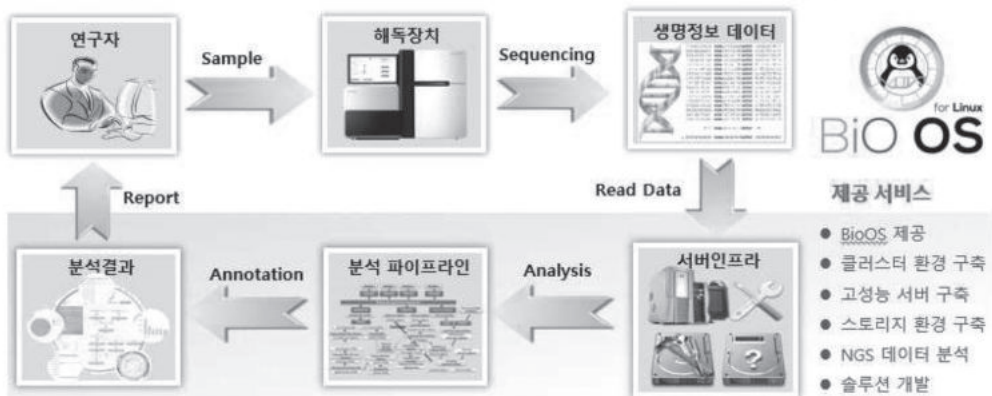 연구자
Sample
해독장치
Sequencing
생명정보 데이터
for Linux
BiO OS
Report
Read Data
제공 서비스
분석결과
Annotation
분석 파이프라인
Analysis
서버인프라
● BioOS 제공
● 클러스터 환경 구축
● 고성능 서버 구축
● 스토리지 환경 구축
● NGS 데이터 분석
● 솔루션 개발